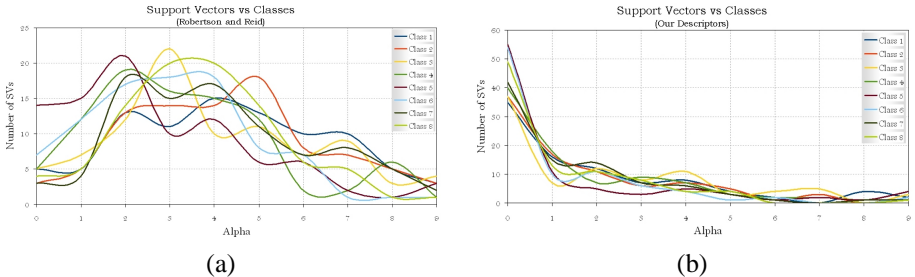 Support Vectors vs Classes
(Robertson and Reid)
Number of SVs
25
20
15
10
5
0
0 1 2 3 4 5 6 7 8 9
Alpha
Class 1
Class 2
Class 3
Class 4
Class 5
Class 6
Class 7
Class 8
(a)
Support Vectors vs Classes
(Our Descriptors)
Number of SVs
60
50
40
30
20
10
0
0 1 2 3 4 5 6 7 8 9
Alpha
Class 1
Class 2
Class 3
Class 4
Class 5
Class 6
Class 7
Class 8
(b)